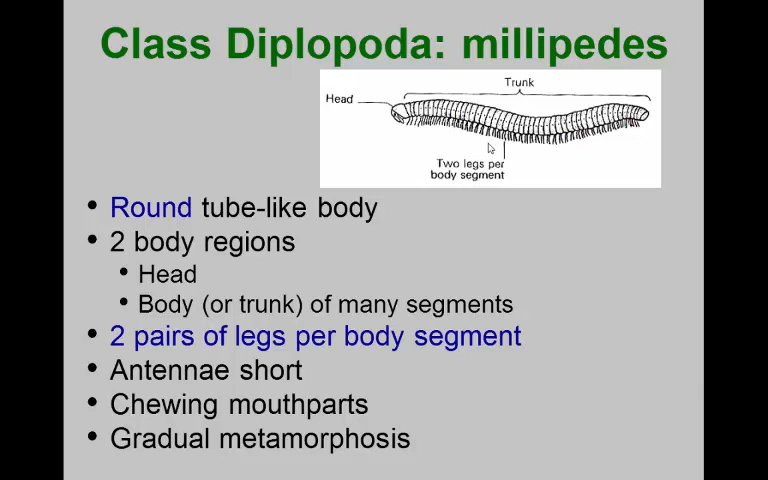 Class Diplopoda: millipedes
Trunk
Head
Two legs per
body segment
• Round tube-like body
• 2 body regions
• Head
• Body (or trunk) of many segments
• 2 pairs of legs per body segment
• Antennae short
• Chewing mouthparts
• Gradual metamorphosis